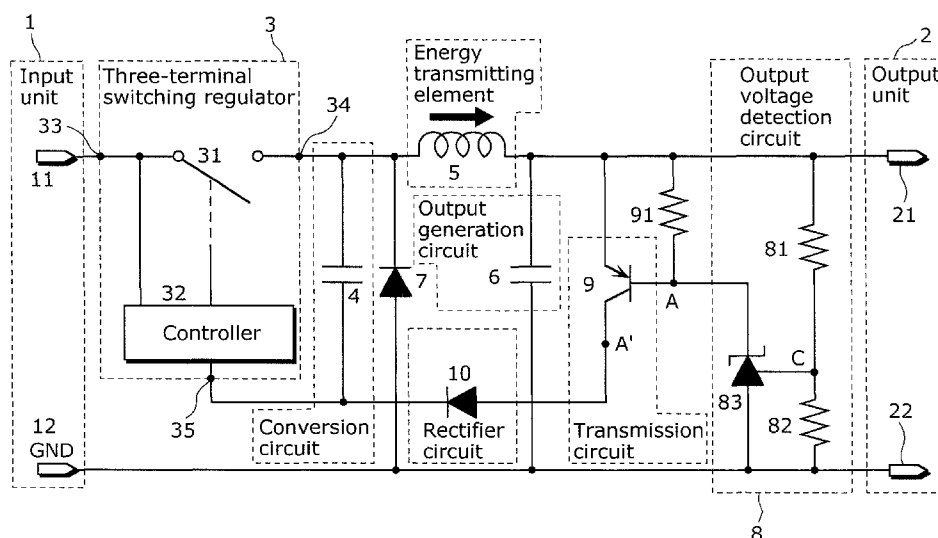 1
3
2
Input
unit
Three-terminal
switching regulator
Energy
transmitting
element
Output
voltage
detection
circuit
Output
unit
33
34
31
11
5
91
81
21
Output
generation
circuit
32
4
7
6
9
A
Controller
A'
C
10
83
82
35
12
GND
Conversion
circuit
Rectifier
circuit
Transmission
circuit
22
8